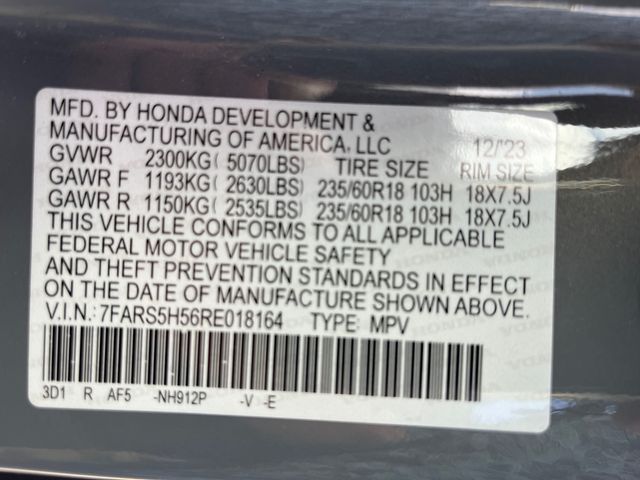 MFD. BY HONDA DEVELOPMENT &
MANUFACTURING OF AMERICA, LLC 12/'23
GVWR 2300KG( 5070LBS) TIRE SIZE RIM SIZE
GAWR F 1193KG( 2630LBS) 235/60R18 103H 18X7.5J
GAWR R 1150KG( 2535LBS) 235/60R18 103H 18X7.5J
THIS VEHICLE CONFORMS TO ALL APPLICABLE
FEDERAL MOTOR VEHICLE SAFETY
AND THEFT PREVENTION STANDARDS IN EFFECT
ON THE DATE OF MANUFACTURE SHOWN ABOVE.
V.I.N.: 7FARS5H56RE018164 TYPE: MPV
3D1 R AF5 -NH912P -V -E